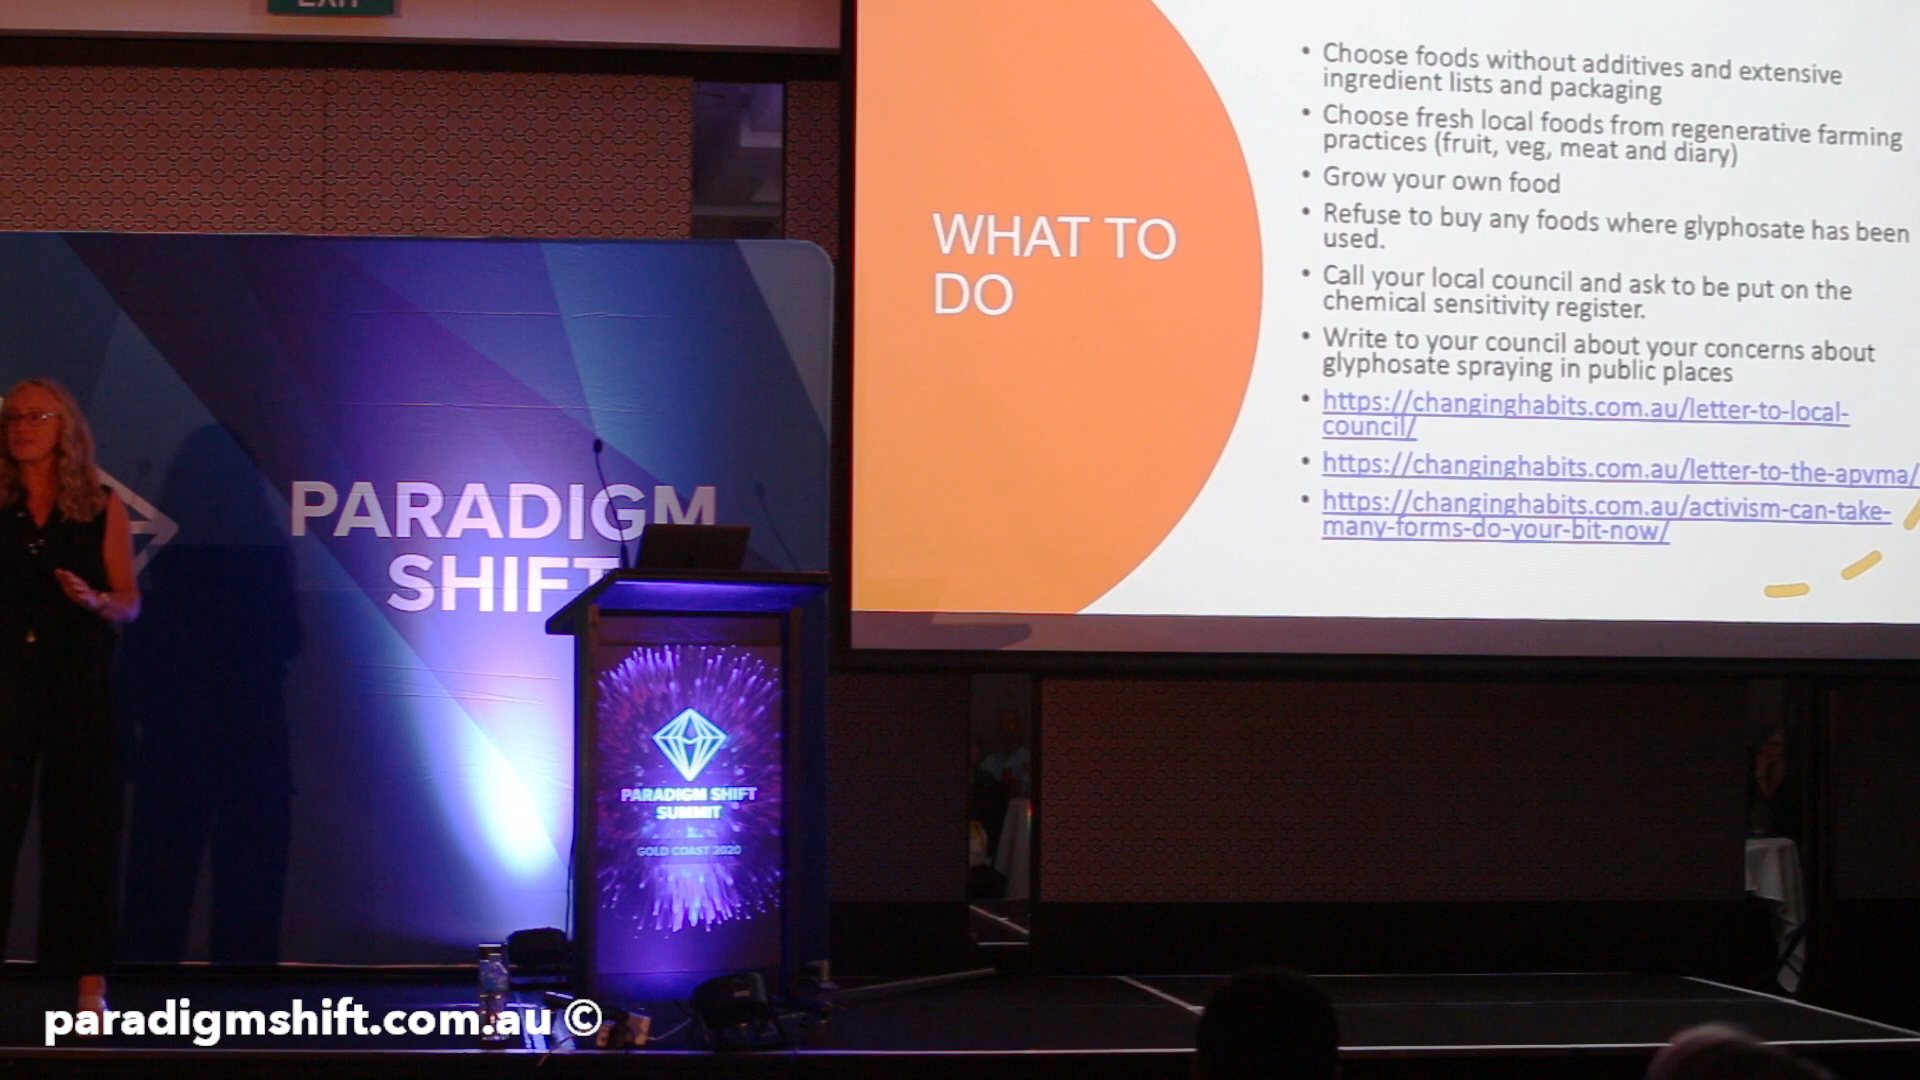 EXIT
• Choose foods without additives and extensive
ingredient lists and packaging
• Choose fresh local foods from regenerative farming
practices (fruit, veg, meat and diary)
• Grow your own food
• Refuse to buy any foods where glyphosate has been
used.
• Call your local council and ask to be put on the
chemical sensitivity register.
• Write to your council about your concerns about
glyphosate spraying in public places
• https://changinghabits.com.au/letter-to-local-
council/
• https://changinghabits.com.au/letter-to-the-apvma/
• https://changinghabits.com.au/activism-can-take-
many-forms-do-your-bit-now/
WHAT TO
DO
PARADIGM
SHIFT
PARADIGM SHIFT
SUMMIT
GOLD COAST 2020
paradigmshift.com.au ©